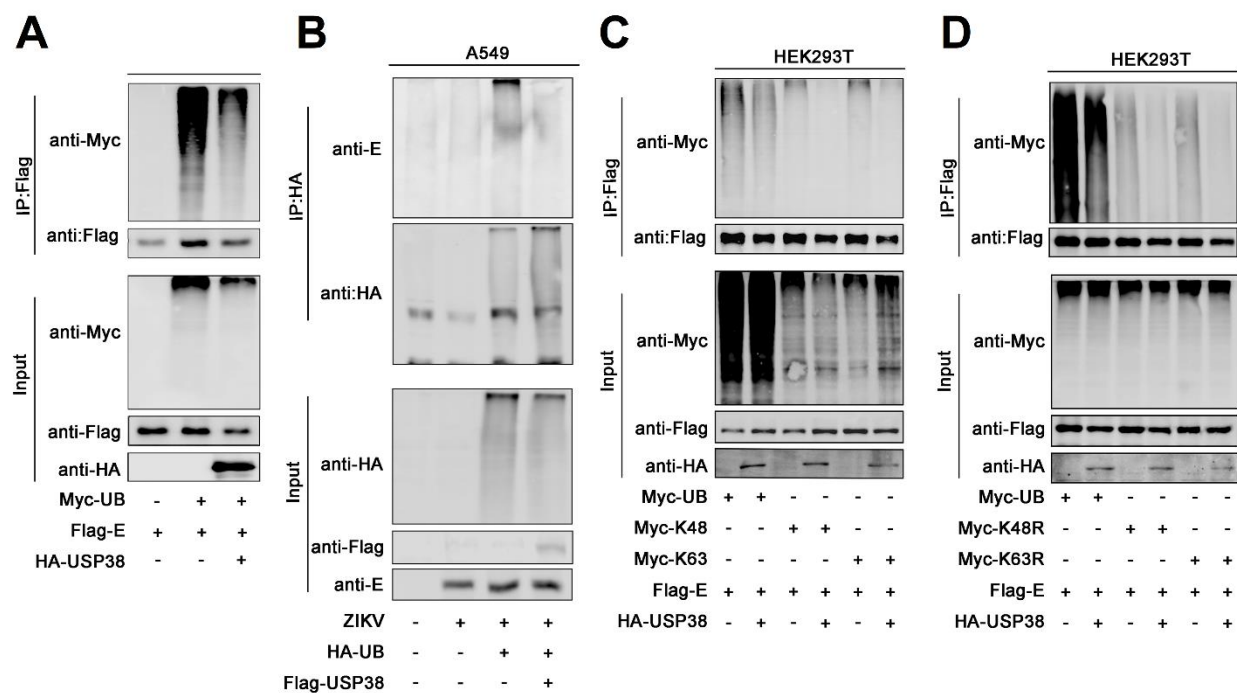 A
IP:Flag
anti-Myc
anti:Flag
Input
anti-Myc
anti-Flag
anti-HA
Myc-UB - + +
Flag-E + + +
HA-USP38 - - +
B
A549
IP:HA
anti-E
anti:HA
Input
anti-HA
anti-Flag
anti-E
ZIKV - + + +
HA-UB - - + +
Flag-USP38 - - - +
C
HEK293T
IP:Flag
anti-Myc
anti:Flag
Input
anti-Myc
anti-Flag
anti-HA
Myc-UB + + - - - -
Myc-K48 - - + + - -
Myc-K63 - - - - + +
Flag-E + + + + + +
HA-USP38 - + - + - +
D
HEK293T
IP:Flag
anti-Myc
anti:Flag
Input
anti-Myc
anti-Flag
anti-HA
Myc-UB + + - - - -
Myc-K48R - - + + - -
Myc-K63R - - - - + +
Flag-E + + + + + +
HA-USP38 - + - + - +